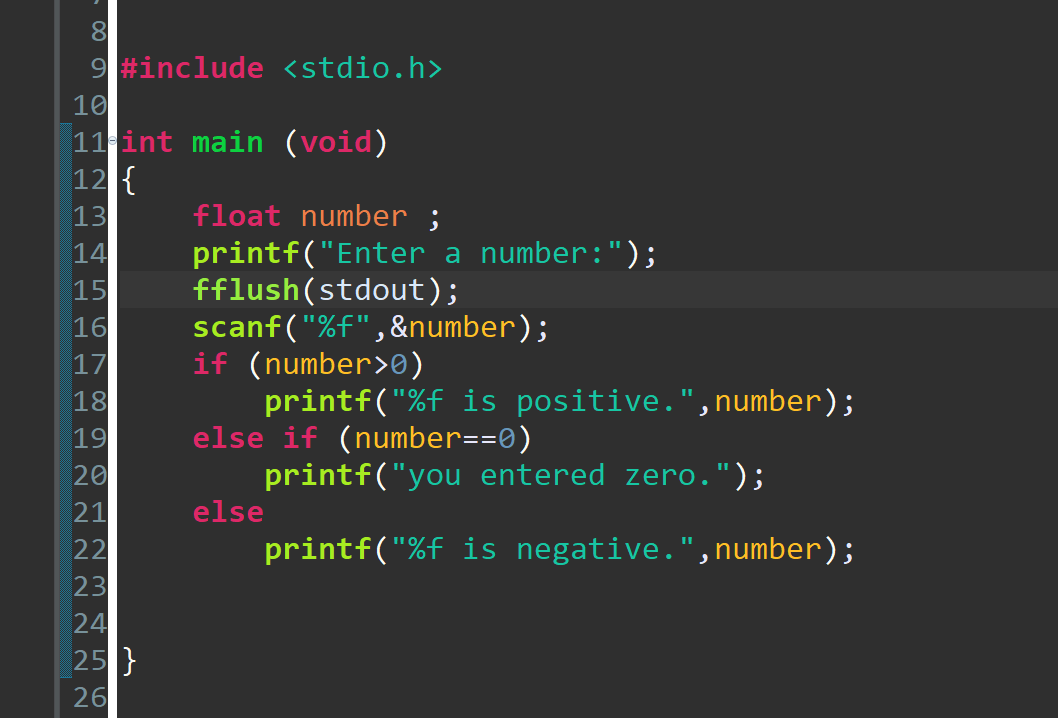 8
9 #include <stdio.h>
10
11 int main (void)
12 {
13     float number ;
14     printf("Enter a number:");
15     fflush(stdout);
16     scanf("%f",&number);
17     if (number>0)
18         printf("%f is positive.",number);
19     else if (number==0)
20         printf("you entered zero.");
21     else
22         printf("%f is negative.",number);
23
24
25 }
26